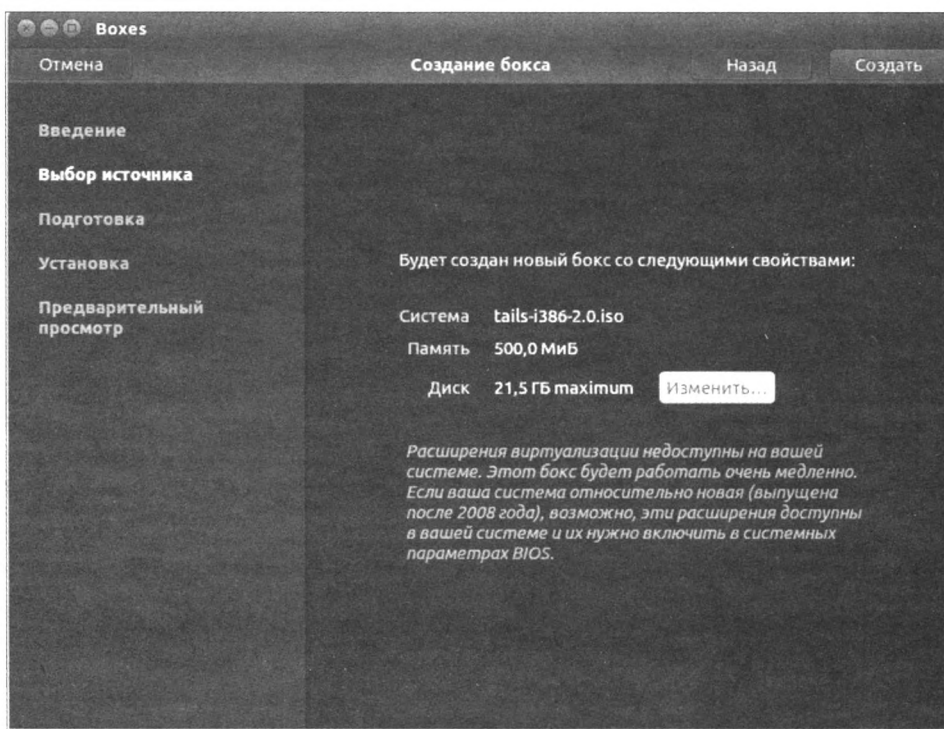 Boxes
Отмена
Создание бокса
Назад
Создать
Введение
Выбор источника
Подготовка
Установка
Предварительный
просмотр
Будет создан новый бокс со следующими свойствами:
Система tails-i386-2.0.iso
Память 500,0 МиБ
Диск 21,5 ГБ maximum Изменить...
Расширения виртуализации недоступны на вашей
системе. Этот бокс будет работать очень медленно.
Если ваша система относительно новая (выпущена
после 2008 года), возможно, эти расширения доступны
в вашей системе и их нужно включить в системных
параметрах BIOS.